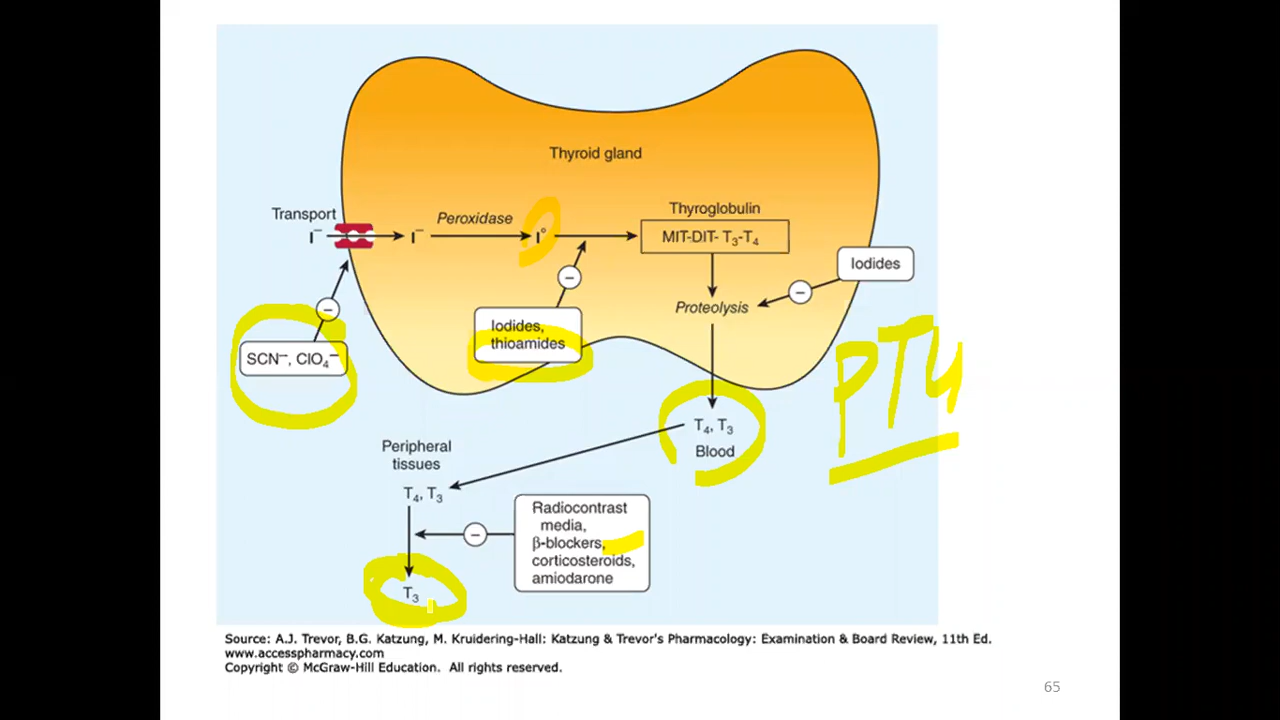 Thyroid gland
Transport
I⁻
I⁻
Peroxidase
I°
Thyroglobulin
MIT-DIT- T₃-T₄
Iodides
Proteolysis
Iodides,
thioamides
SCN⁻, ClO₄⁻
PTU
T₄, T₃
Blood
Peripheral
tissues
T₄, T₃
Radiocontrast
media,
β-blockers,
corticosteroids,
amiodarone
T₃
Source: A.J. Trevor, B.G. Katzung, M. Kruidering-Hall: Katzung & Trevor's Pharmacology: Examination & Board Review, 11th Ed.
www.accesspharmacy.com
Copyright © McGraw-Hill Education. All rights reserved.
65